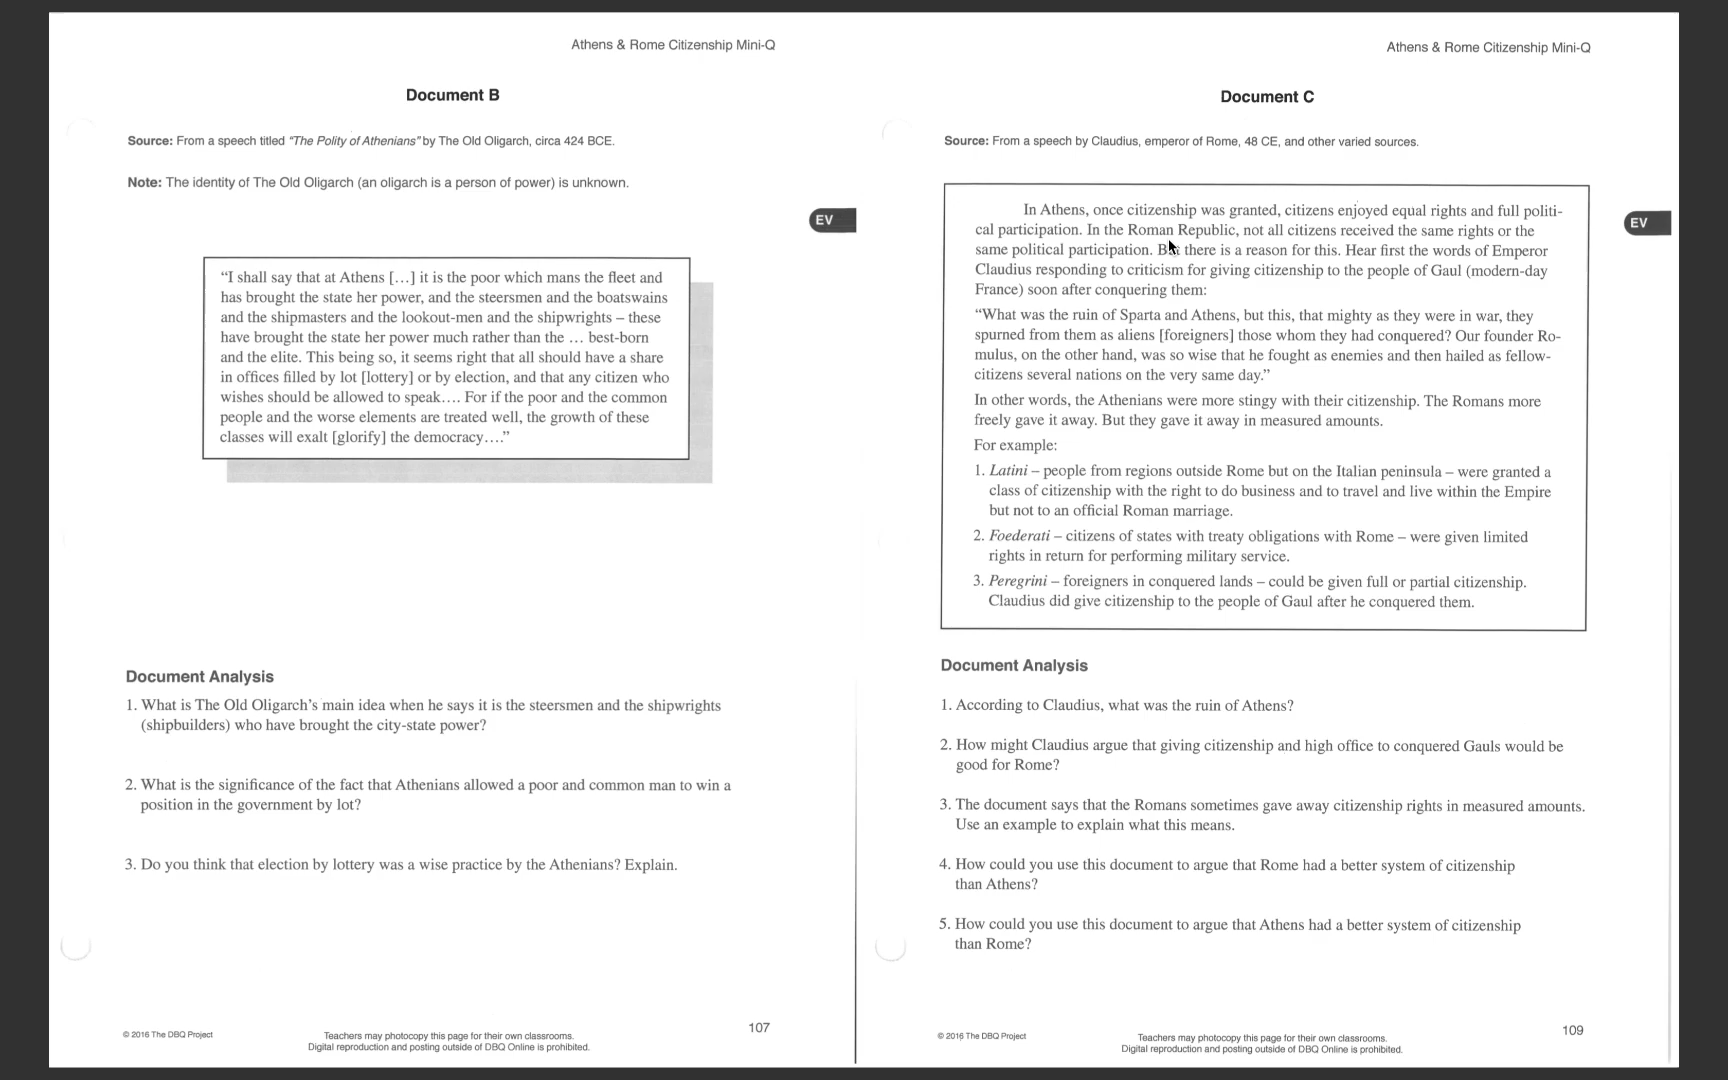 Athens & Rome Citizenship Mini-Q
Document B
Source: From a speech titled “The Polity of Athenians” by The Old Oligarch, circa 424 BCE.
Note: The identity of The Old Oligarch (an oligarch is a person of power) is unknown.
EV
“I shall say that at Athens […] it is the poor which mans the fleet and
has brought the state her power, and the steersmen and the boatswains
and the shipmasters and the lookout-men and the shipwrights – these
have brought the state her power much rather than the … best-born
and the elite. This being so, it seems right that all should have a share
in offices filled by lot [lottery] or by election, and that any citizen who
wishes should be allowed to speak…. For if the poor and the common
people and the worse elements are treated well, the growth of these
classes will exalt [glorify] the democracy….”
Document Analysis
1. What is The Old Oligarch’s main idea when he says it is the steersmen and the shipwrights
(shipbuilders) who have brought the city-state power?
2. What is the significance of the fact that Athenians allowed a poor and common man to win a
position in the government by lot?
3. Do you think that election by lottery was a wise practice by the Athenians? Explain.
© 2016 The DBQ Project
Teachers may photocopy this page for their own classrooms.
Digital reproduction and posting outside of DBQ Online is prohibited.
107
Athens & Rome Citizenship Mini-Q
Document C
Source: From a speech by Claudius, emperor of Rome, 48 CE, and other varied sources.
EV
In Athens, once citizenship was granted, citizens enjoyed equal rights and full politi-
cal participation. In the Roman Republic, not all citizens received the same rights or the
same political participation. But there is a reason for this. Hear first the words of Emperor
Claudius responding to criticism for giving citizenship to the people of Gaul (modern-day
France) soon after conquering them:
“What was the ruin of Sparta and Athens, but this, that mighty as they were in war, they
spurned from them as aliens [foreigners] those whom they had conquered? Our founder Ro-
mulus, on the other hand, was so wise that he fought as enemies and then hailed as fellow-
citizens several nations on the very same day.”
In other words, the Athenians were more stingy with their citizenship. The Romans more
freely gave it away. But they gave it away in measured amounts.
For example:
1. Latini – people from regions outside Rome but on the Italian peninsula – were granted a
class of citizenship with the right to do business and to travel and live within the Empire
but not to an official Roman marriage.
2. Foederati – citizens of states with treaty obligations with Rome – were given limited
rights in return for performing military service.
3. Peregrini – foreigners in conquered lands – could be given full or partial citizenship.
Claudius did give citizenship to the people of Gaul after he conquered them.
Document Analysis
1. According to Claudius, what was the ruin of Athens?
2. How might Claudius argue that giving citizenship and high office to conquered Gauls would be
good for Rome?
3. The document says that the Romans sometimes gave away citizenship rights in measured amounts.
Use an example to explain what this means.
4. How could you use this document to argue that Rome had a better system of citizenship
than Athens?
5. How could you use this document to argue that Athens had a better system of citizenship
than Rome?
© 2016 The DBQ Project
Teachers may photocopy this page for their own classrooms.
Digital reproduction and posting outside of DBQ Online is prohibited.
109